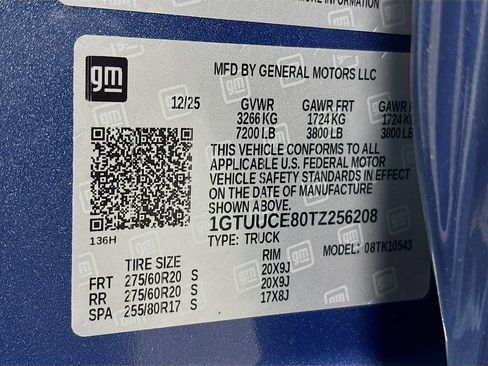 MORE INFORMATION
gm
MFD BY GENERAL MOTORS LLC
12/25 GVWR GAWR FRT GAWR R
3266 KG 1724 KG 1724 K
7200 LB 3800 LB 3800 LB
THIS VEHICLE CONFORMS TO ALL
APPLICABLE U.S. FEDERAL MOTOR
VEHICLE SAFETY STANDARDS IN EFFECT
ON THE DATE OF MANUFACTURE
SHOWN ABOVE.
1GTUUCE80TZ256208
TYPE: TRUCK MODEL: 08TK10543
136H
TIRE SIZE RIM
FRT 275/60R20 S 20X9J
RR 275/60R20 S 20X9J
SPA 255/80R17 S 17X8J